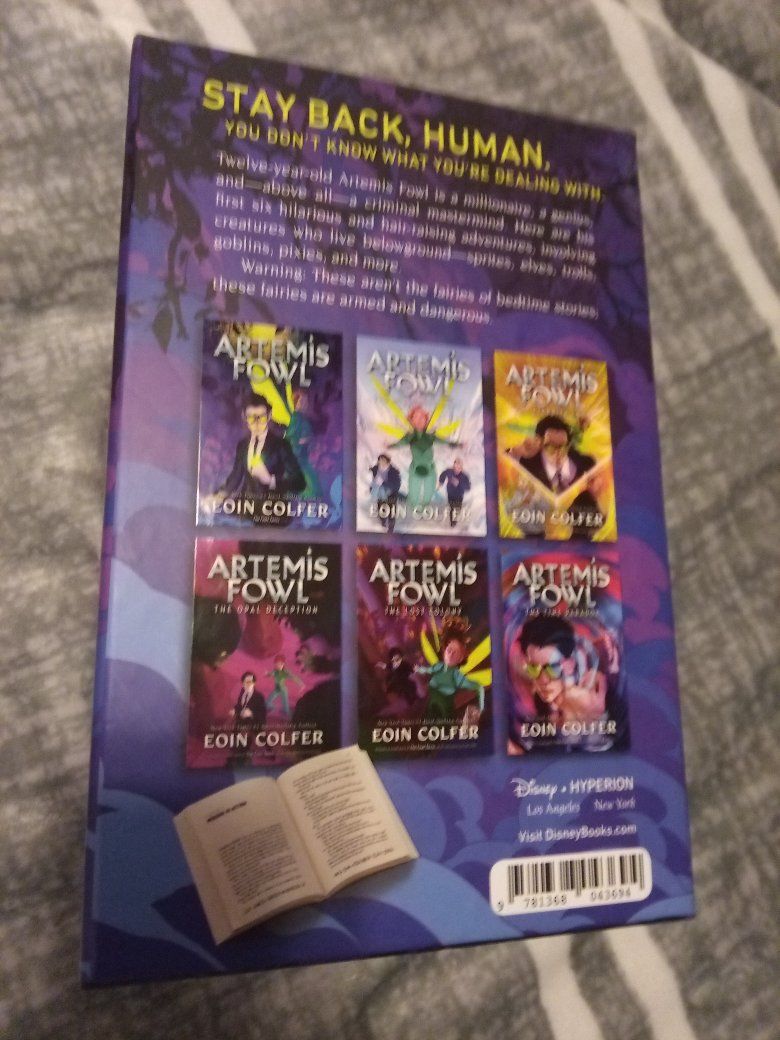 STAY BACK, HUMAN.
YOU DON'T KNOW WHAT YOU'RE DEALING WITH.
Twelve-year-old Artemis Fowl is a millionaire, a genius,
and—above all—a criminal mastermind. Here are his
first six hilarious and hair-raising adventures, involving
creatures who live belowground—sprites, elves, trolls,
goblins, pixies, and more.
Warning: These aren't the fairies of bedtime stories;
these fairies are armed and dangerous.
ARTEMiS
FOWL
EOIN COLFER
ARTEMiS
FOWL
EOIN COLFER
ARTEMiS
FOWL
EOIN COLFER
ARTEMiS
FOWL
THE OPAL DECEPTION
EOIN COLFER
ARTEMiS
FOWL
THE LOST COLONY
EOIN COLFER
ARTEMiS
FOWL
THE TIME PARADOX
EOIN COLFER
Disney • HYPERION
Los Angeles New York
Visit DisneyBooks.com
9 781368 043694